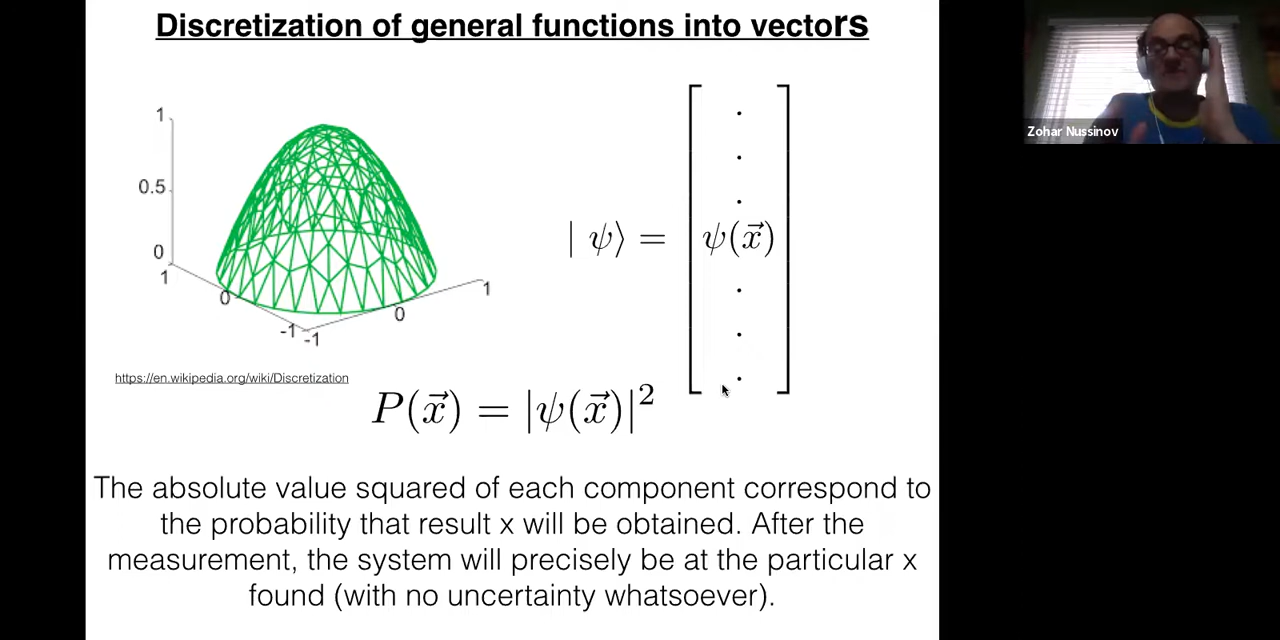 Discretization of general functions into vectors
1
0.5
0
1
0
-1
-1
0
1
| ψ⟩ =
.
.
.
ψ(x⃗)
.
.
.
https://en.wikipedia.org/wiki/Discretization
P(x⃗) = |ψ(x⃗)|²
The absolute value squared of each component correspond to
the probability that result x will be obtained. After the
measurement, the system will precisely be at the particular x
found (with no uncertainty whatsoever).
Zohar Nussinov